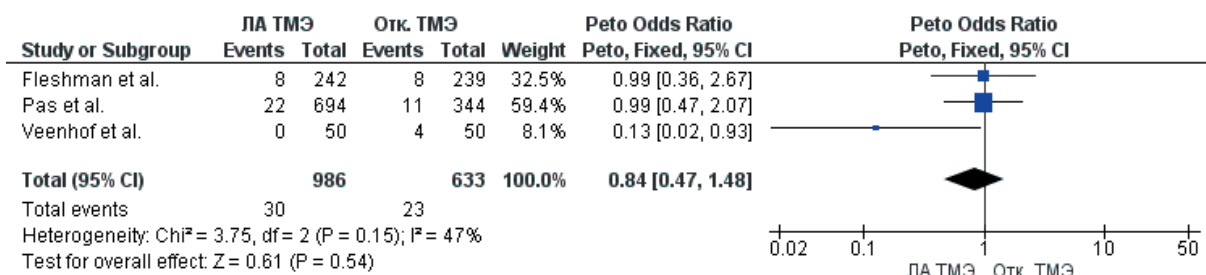 ЛА ТМЭ Отк. ТМЭ Peto Odds Ratio Peto Odds Ratio
Study or Subgroup Events Total Events Total Weight Peto, Fixed, 95% CI Peto, Fixed, 95% CI
Fleshman et al. 8 242 8 239 32.5% 0.99 [0.36, 2.67]
Pas et al. 22 694 11 344 59.4% 0.99 [0.47, 2.07]
Veenhof et al. 0 50 4 50 8.1% 0.13 [0.02, 0.93]
Total (95% CI) 986 633 100.0% 0.84 [0.47, 1.48]
Total events 30 23
Heterogeneity: Chi² = 3.75, df = 2 (P = 0.15); I² = 47%
Test for overall effect: Z = 0.61 (P = 0.54)
0.02 0.1 1 10 50
ЛА ТМЭ Отк. ТМЭ